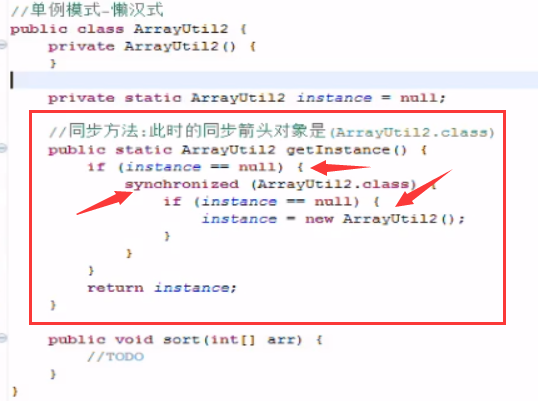 //单例模式-懒汉式
public class ArrayUtil2 {
private ArrayUtil2() {
}
private static ArrayUtil2 instance = null;
//同步方法:此时的同步箭头对象是(ArrayUtil2.class)
public static ArrayUtil2 getInstance() {
if (instance == null) {
synchronized (ArrayUtil2.class) {
if (instance == null) {
instance = new ArrayUtil2();
}
}
}
return instance;
}
public void sort(int[] arr) {
//TODO
}
}